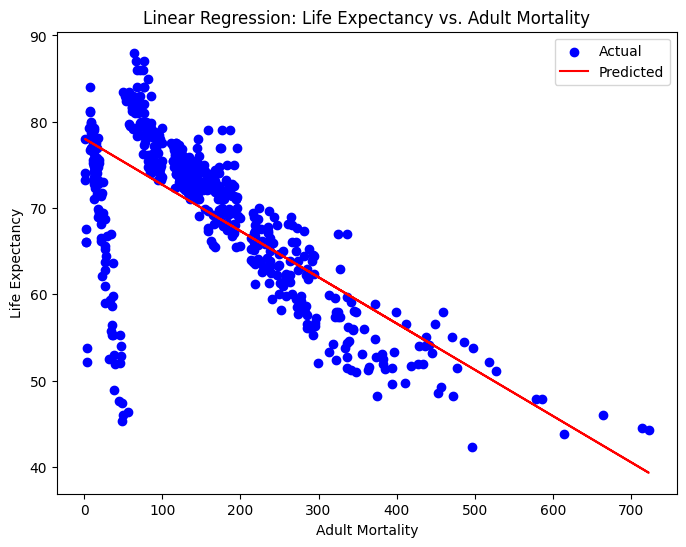 Linear Regression: Life Expectancy vs. Adult Mortality
Actual
Predicted
90
80
70
60
50
40
Life Expectancy
0 100 200 300 400 500 600 700
Adult Mortality